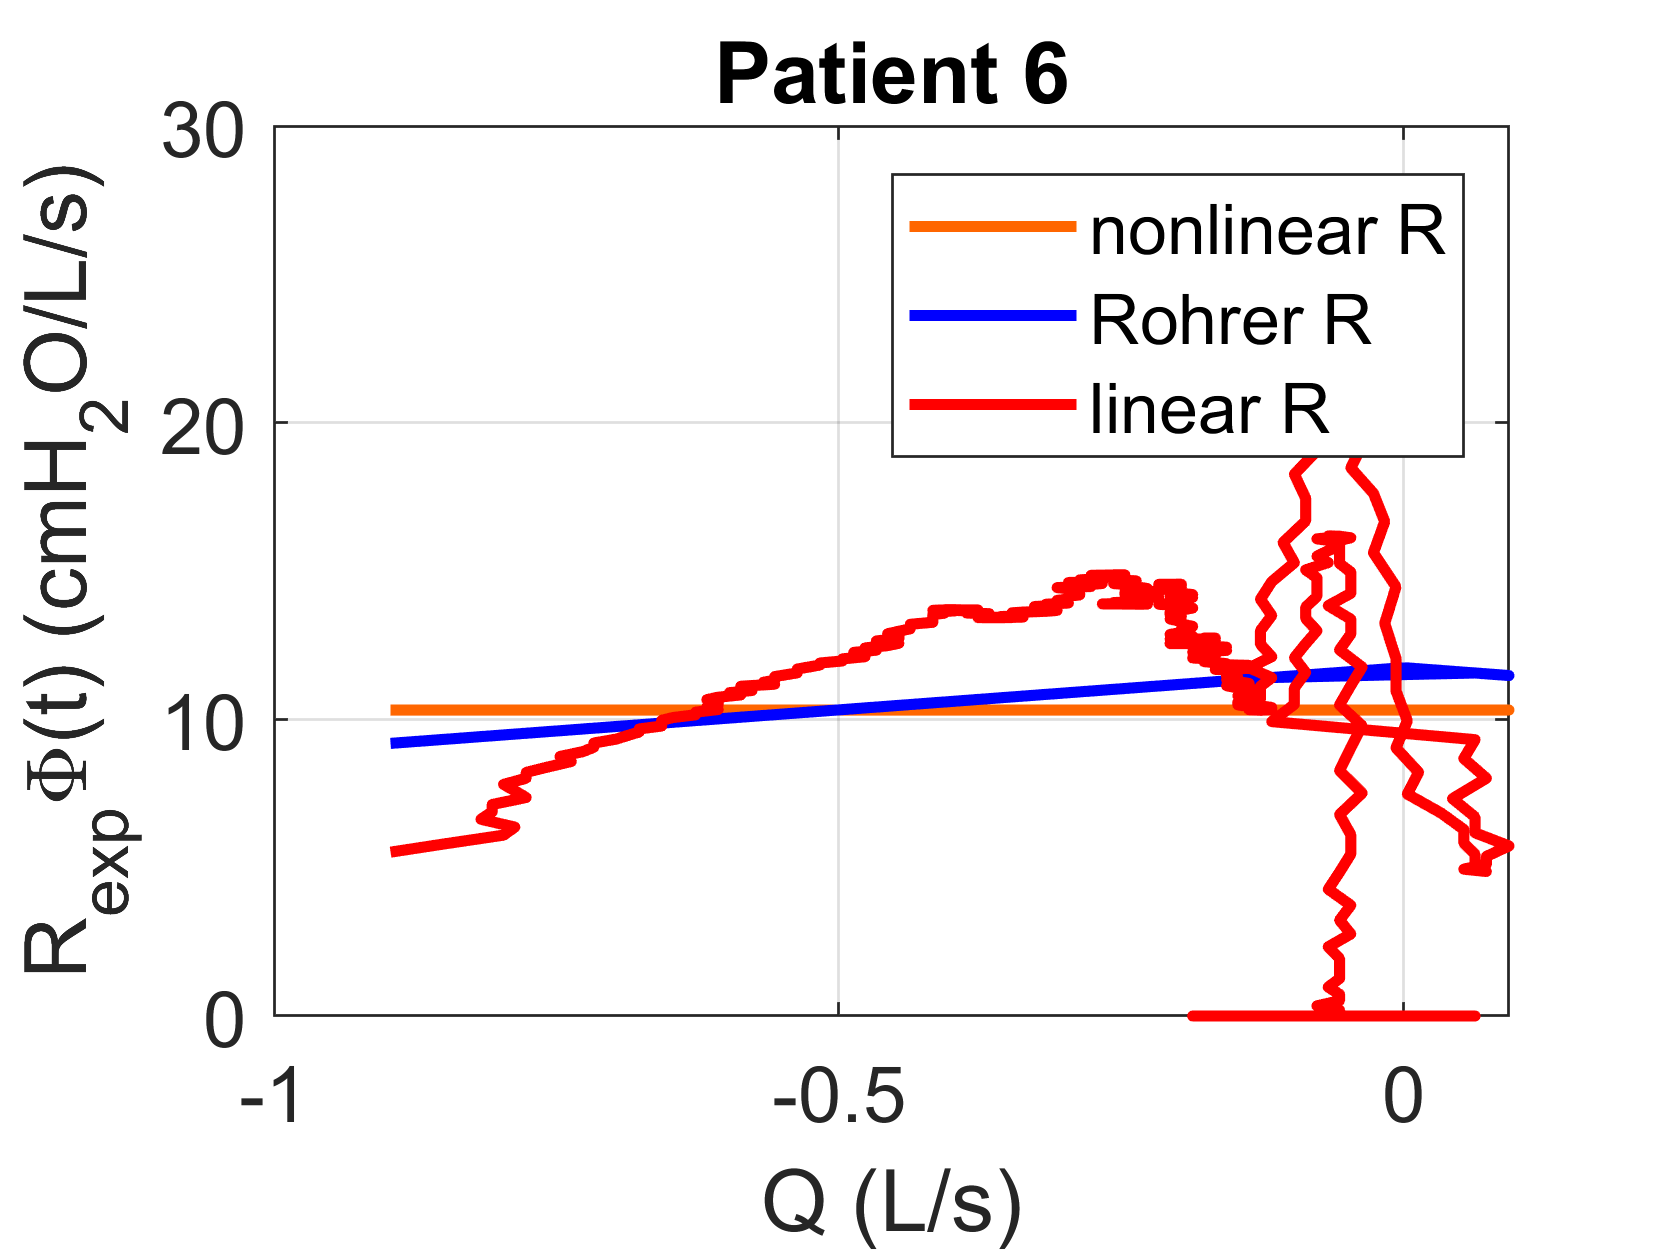 Patient 6
30
20
10
0
R_exp Φ(t) (cmH_2O/L/s)
nonlinear R
Rohrer R
linear R
-1
-0.5
0
Q (L/s)